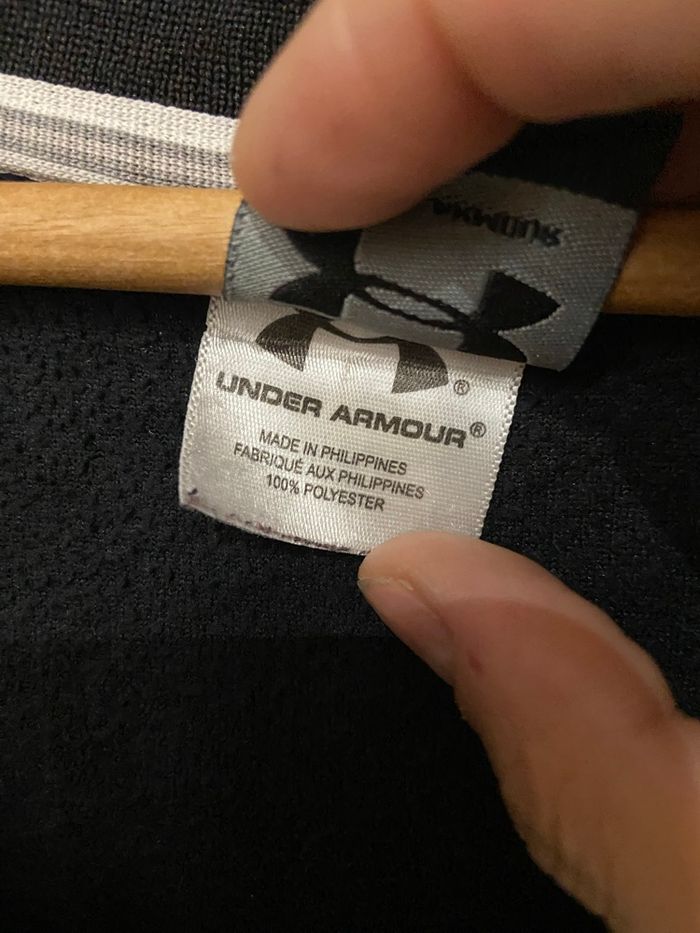 UNDER ARMOUR®
MADE IN PHILIPPINES
FABRIQUÉ AUX PHILIPPINES
100% POLYESTER